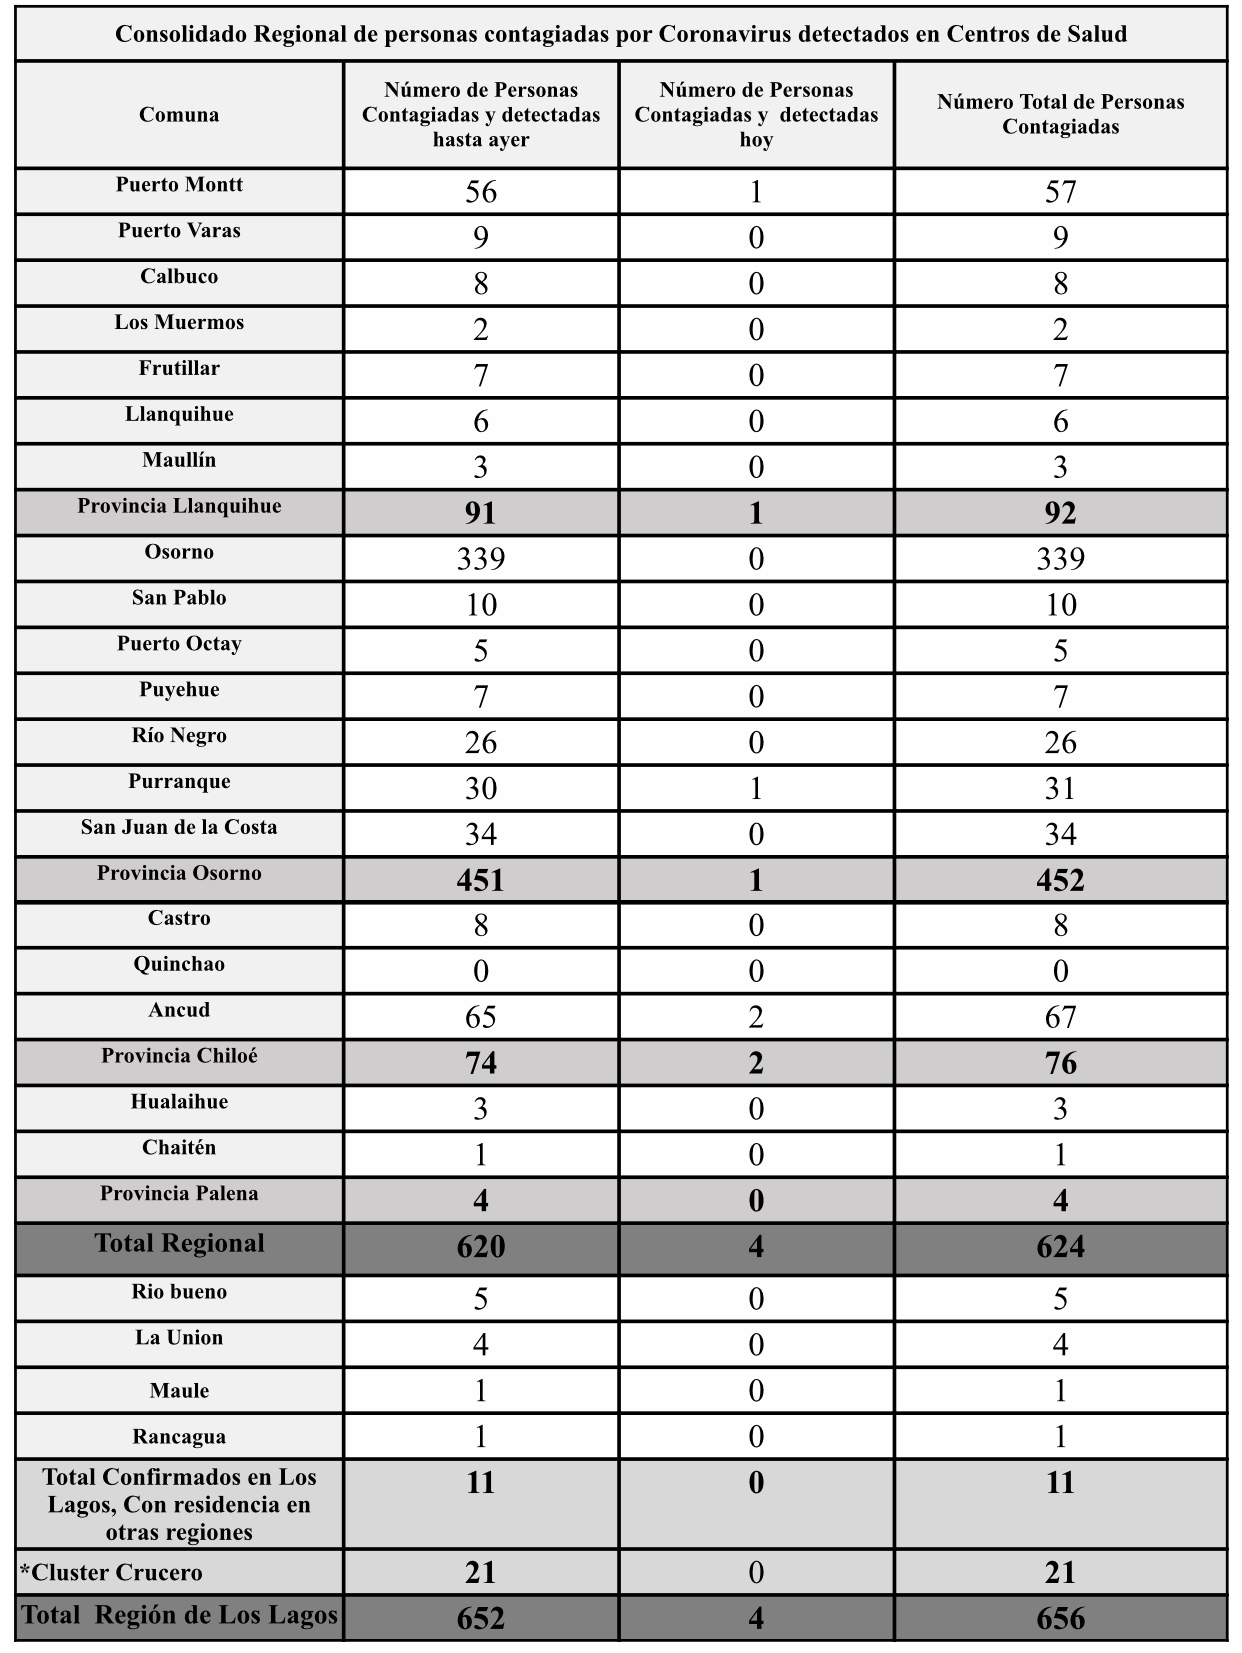 Consolidado Regional de personas contagiadas por Coronavirus detectados en Centros de Salud
Comuna
Número de Personas
Contagiadas y detectadas
hasta ayer
Número de Personas
Contagiadas y detectadas
hoy
Número Total de Personas
Contagiadas
Puerto Montt 56 1 57
Puerto Varas 9 0 9
Calbuco 8 0 8
Los Muermos 2 0 2
Frutillar 7 0 7
Llanquihue 6 0 6
Maullín 3 0 3
Provincia Llanquihue 91 1 92
Osorno 339 0 339
San Pablo 10 0 10
Puerto Octay 5 0 5
Puyehue 7 0 7
Río Negro 26 0 26
Purranque 30 1 31
San Juan de la Costa 34 0 34
Provincia Osorno 451 1 452
Castro 8 0 8
Quinchao 0 0 0
Ancud 65 2 67
Provincia Chiloé 74 2 76
Hualaihue 3 0 3
Chaitén 1 0 1
Provincia Palena 4 0 4
Total Regional 620 4 624
Rio bueno 5 0 5
La Union 4 0 4
Maule 1 0 1
Rancagua 1 0 1
Total Confirmados en Los
Lagos, Con residencia en
otras regiones
11 0 11
*Cluster Crucero 21 0 21
Total Región de Los Lagos 652 4 656